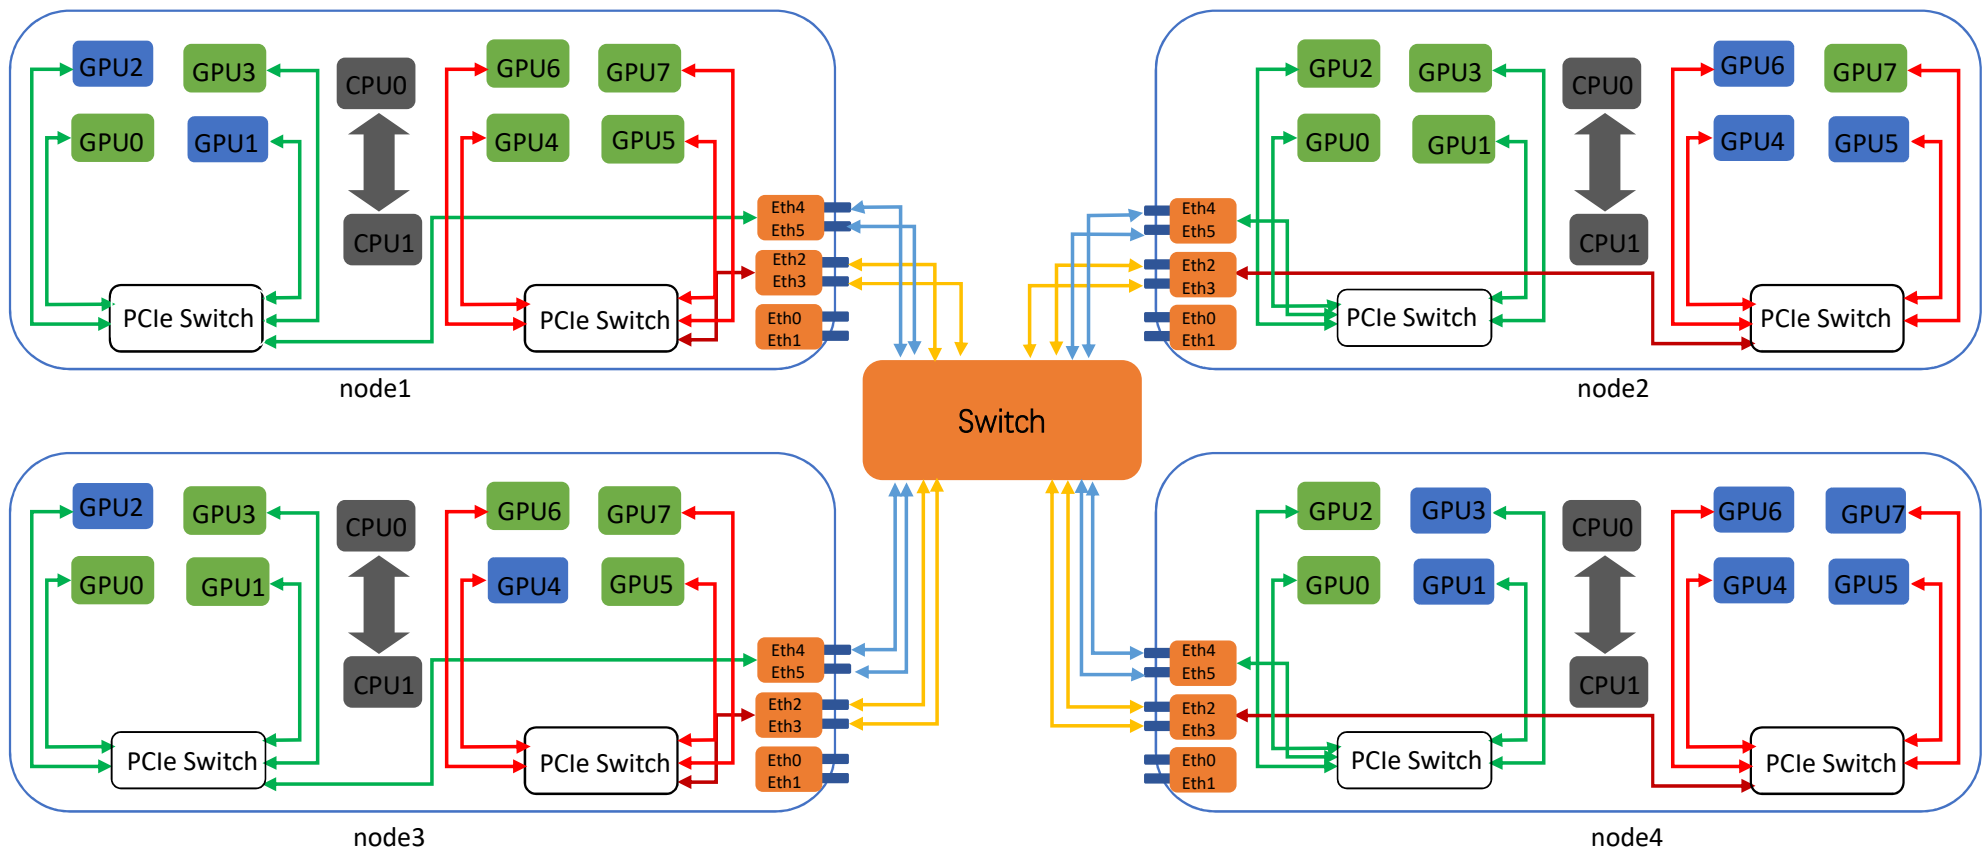 GPU2
GPU3
CPU0
GPU6
GPU7
GPU0
GPU1
GPU4
GPU5
CPU1
Eth4
Eth5
Eth2
Eth3
Eth0
Eth1
PCIe Switch
PCIe Switch
node1
GPU2
GPU3
CPU0
GPU6
GPU7
GPU0
GPU1
GPU4
GPU5
Eth4
Eth5
CPU1
Eth2
Eth3
Eth0
Eth1
PCIe Switch
PCIe Switch
node2
Switch
GPU2
GPU3
CPU0
GPU6
GPU7
GPU0
GPU1
GPU4
GPU5
CPU1
Eth4
Eth5
Eth2
Eth3
Eth0
Eth1
PCIe Switch
PCIe Switch
node3
GPU2
GPU3
CPU0
GPU6
GPU7
GPU0
GPU1
GPU4
GPU5
Eth4
Eth5
CPU1
Eth2
Eth3
Eth0
Eth1
PCIe Switch
PCIe Switch
node4